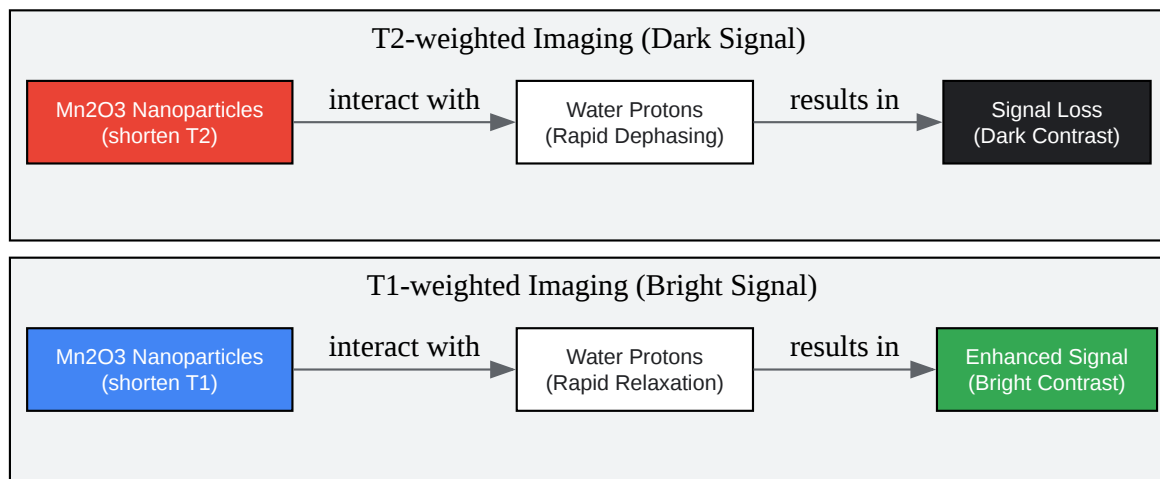 T2-weighted Imaging (Dark Signal)
Mn2O3 Nanoparticles
(shorten T2)
interact with
Water Protons
(Rapid Dephasing)
results in
Signal Loss
(Dark Contrast)
T1-weighted Imaging (Bright Signal)
Mn2O3 Nanoparticles
(shorten T1)
interact with
Water Protons
(Rapid Relaxation)
results in
Enhanced Signal
(Bright Contrast)